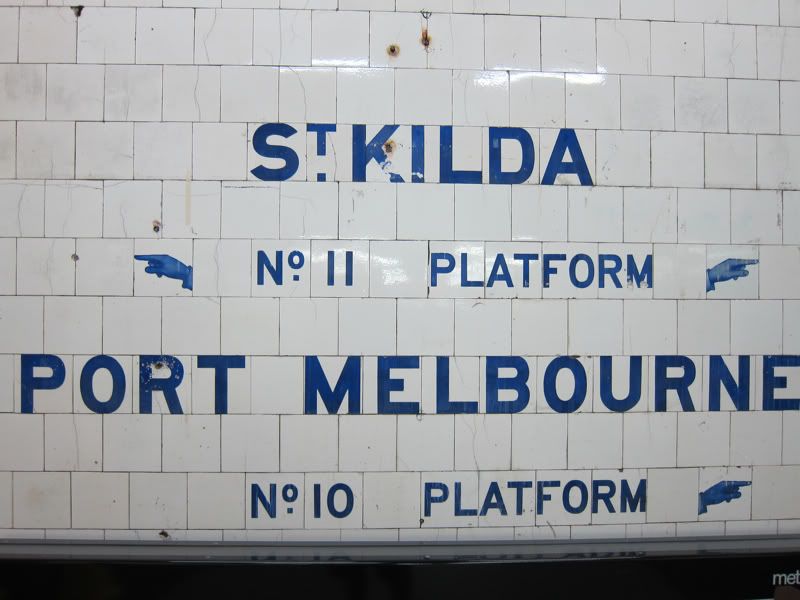 ST KILDA
No 11 PLATFORM
PORT MELBOURNE
No 10 PLATFORM